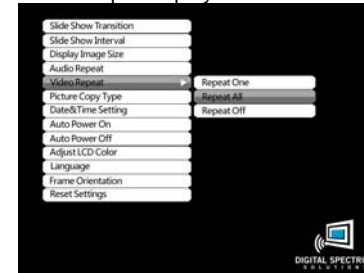 Slide Show Transition
Slide Show Interval
Display Image Size
Audio Repeat
Video Repeat
Repeat One
Picture Copy Type
Repeat All
Date&Time Setting
Repeat Off
Auto Power On
Auto Power Off
Adjust LCD Color
Language
Frame Orientation
Reset Settings
DIGITAL SPECTR
SOLUTION